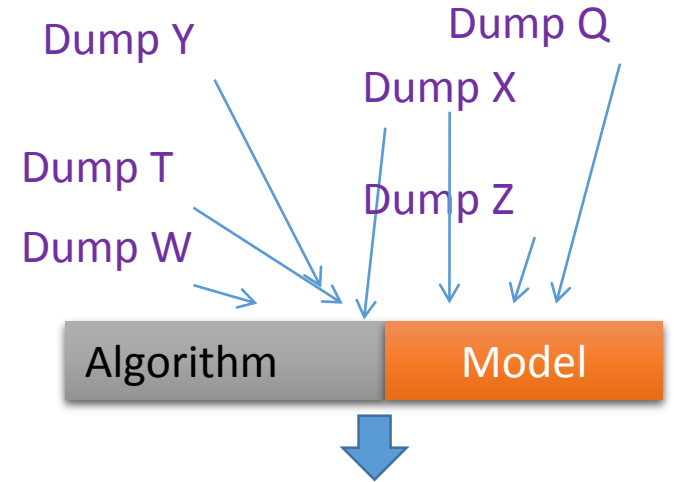 Dump Y
Dump Q
Dump X
Dump T
Dump Z
Dump W
Algorithm
Model